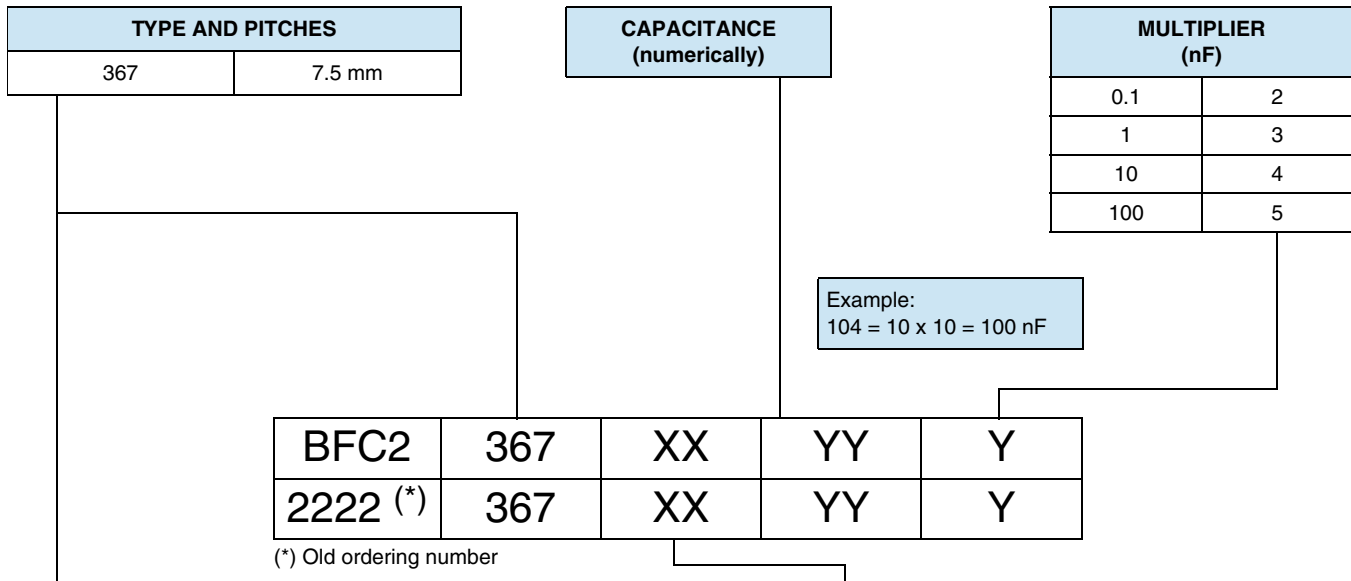 TYPE AND PITCHES
367 7.5 mm
CAPACITANCE
(numerically)
MULTIPLIER
(nF)
0.1 2
1 3
10 4
100 5
Example:
104 = 10 x 10 = 100 nF
BFC2 367 XX YY Y
2222 (*) 367 XX YY Y
(*) Old ordering number